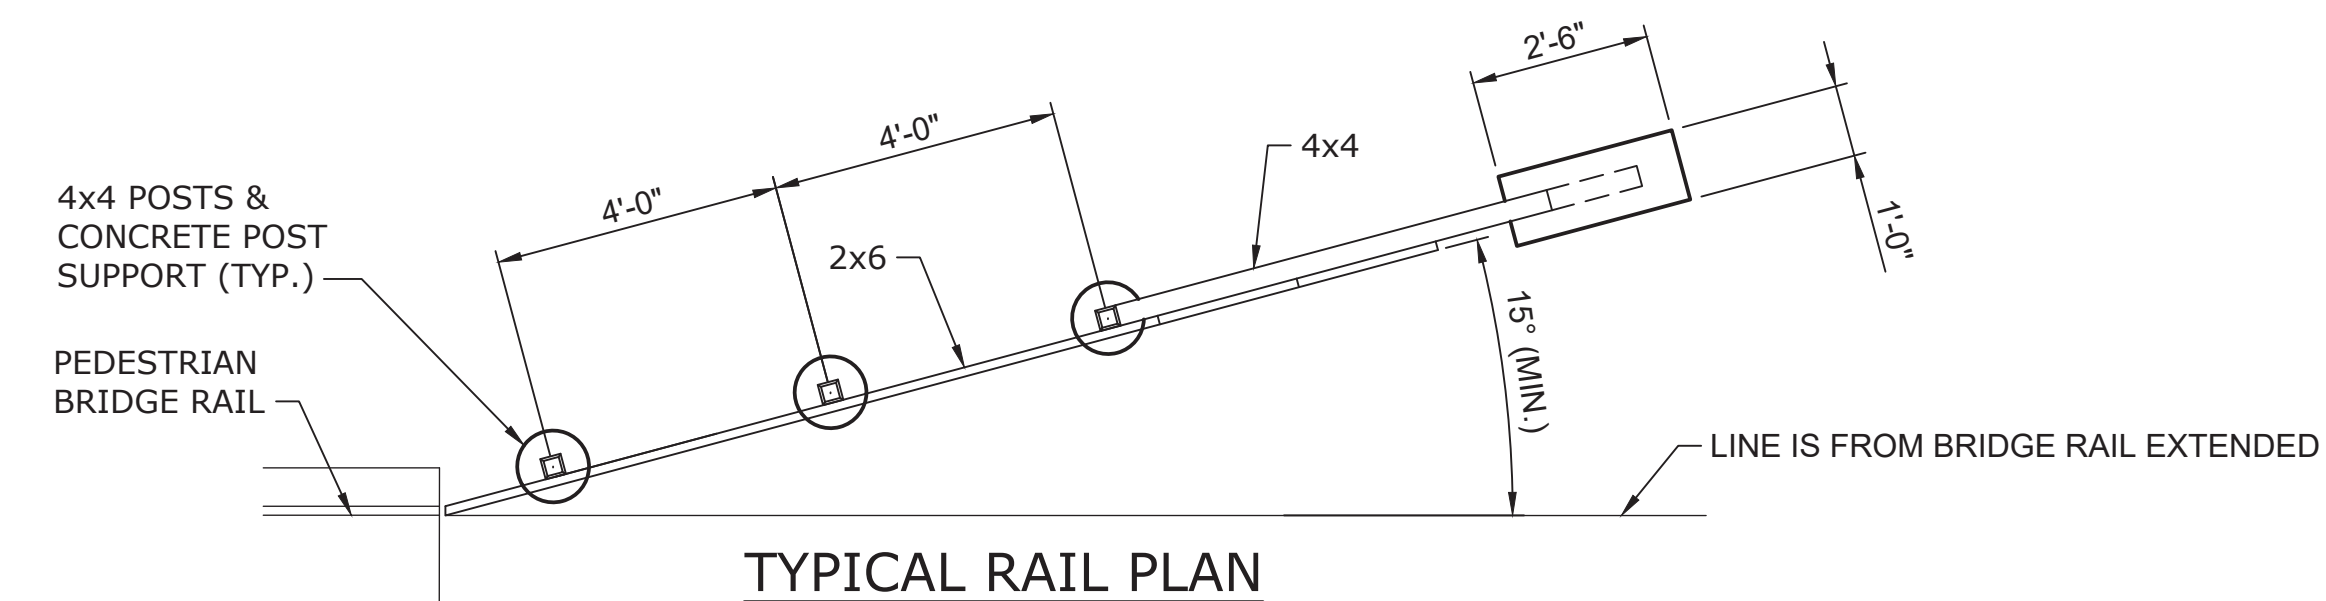 2'-6"
4'-0"
4x4
4x4 POSTS &
CONCRETE POST
SUPPORT (TYP.)
4'-0"
1'-0"
2x6
15° (MIN.)
PEDESTRIAN
BRIDGE RAIL
LINE IS FROM BRIDGE RAIL EXTENDED
TYPICAL RAIL PLAN